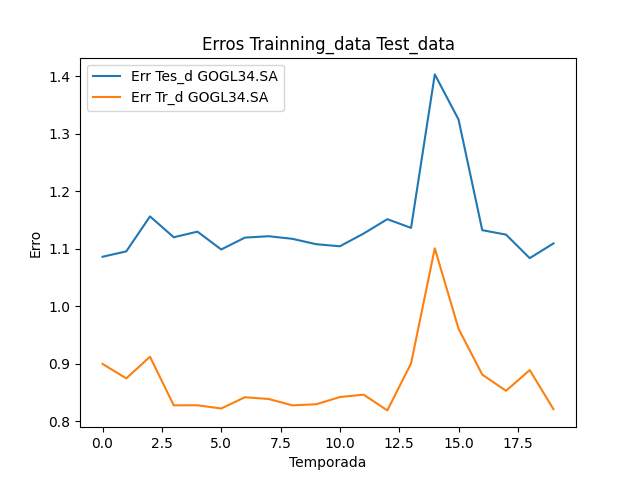 Erros Trainning_data Test_data
Err Tes_d GOGL34.SA
Err Tr_d GOGL34.SA
1.4
1.3
1.2
1.1
1.0
0.9
0.8
Erro
0.0 2.5 5.0 7.5 10.0 12.5 15.0 17.5
Temporada